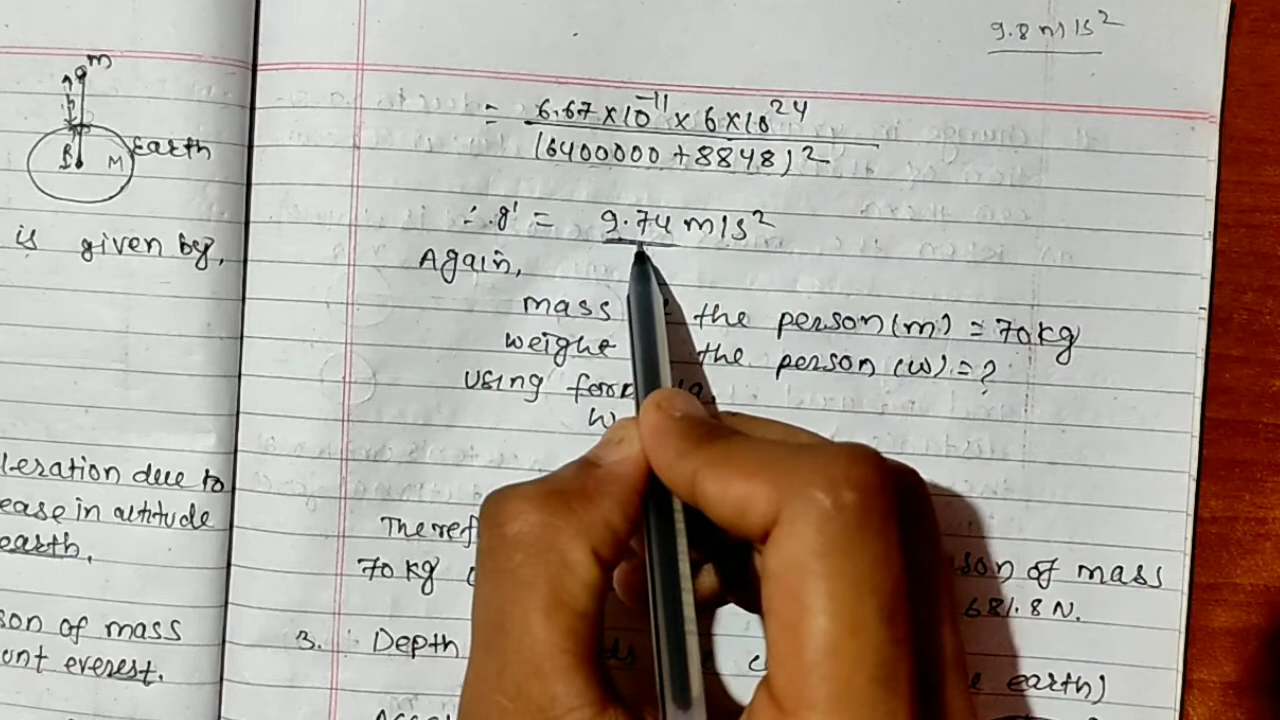 9.8 m/s²
m
h
R M Earth
is given by,
leration due to
ease in altitude
earth.
son of mass
unt everest.
= 6.67 × 10⁻¹¹ × 6 × 10²⁴
(6400000 + 8848)²
∴ g' = 9.74 m/s²
Again,
mass the person (m) = 70 kg
weight the person (w) = ?
using
W
70 kg son of mass
681.8 N.
3. Depth
earth)